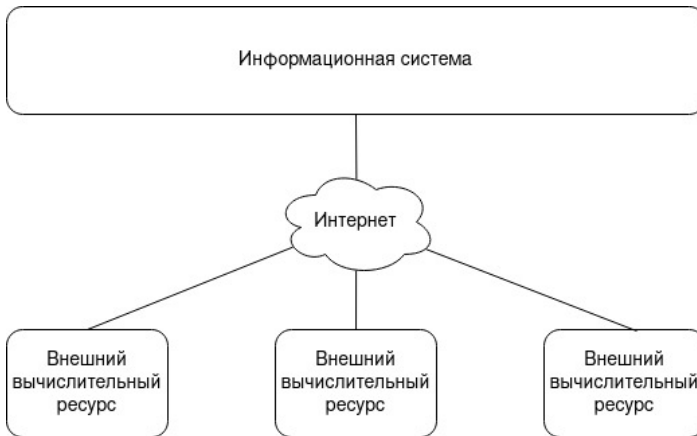 Информационная система
Интернет
Внешний
вычислительный
ресурс
Внешний
вычислительный
ресурс
Внешний
вычислительный
ресурс